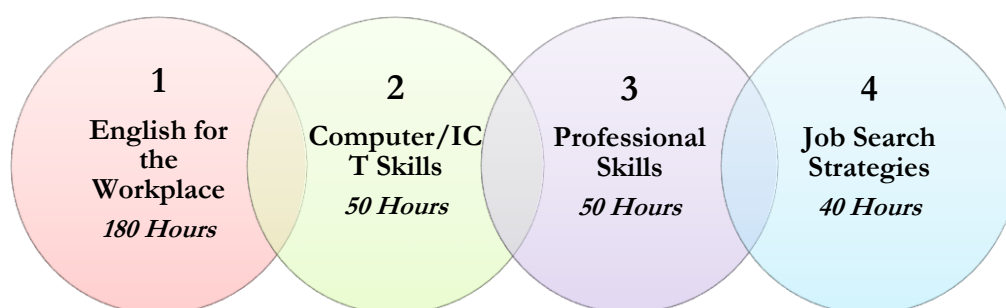 1
English for
the
Workplace
180 Hours
2
Computer/IC
T Skills
50 Hours
3
Professional
Skills
50 Hours
4
Job Search
Strategies
40 Hours